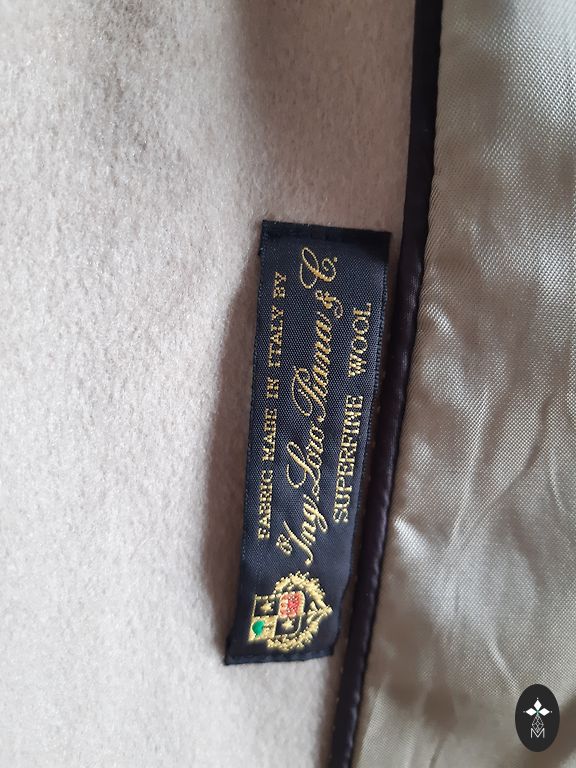 FABRIC MADE IN ITALY BY
Ing. Loro Piana & C.
SUPERFINE WOOL
M